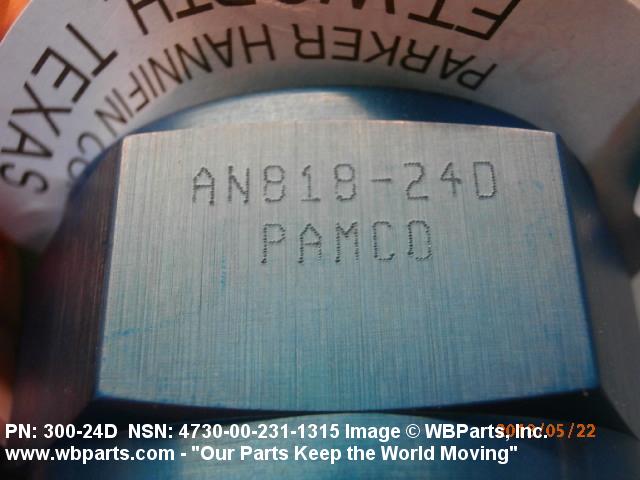 FT. WORTH, TEXAS
PARKER HANNIFIN CO
AN818-24D
PAMCO
PN: 300-24D NSN: 4730-00-231-1315 Image © WBParts, Inc.
/05/22
www.wbparts.com - "Our Parts Keep the World Moving"